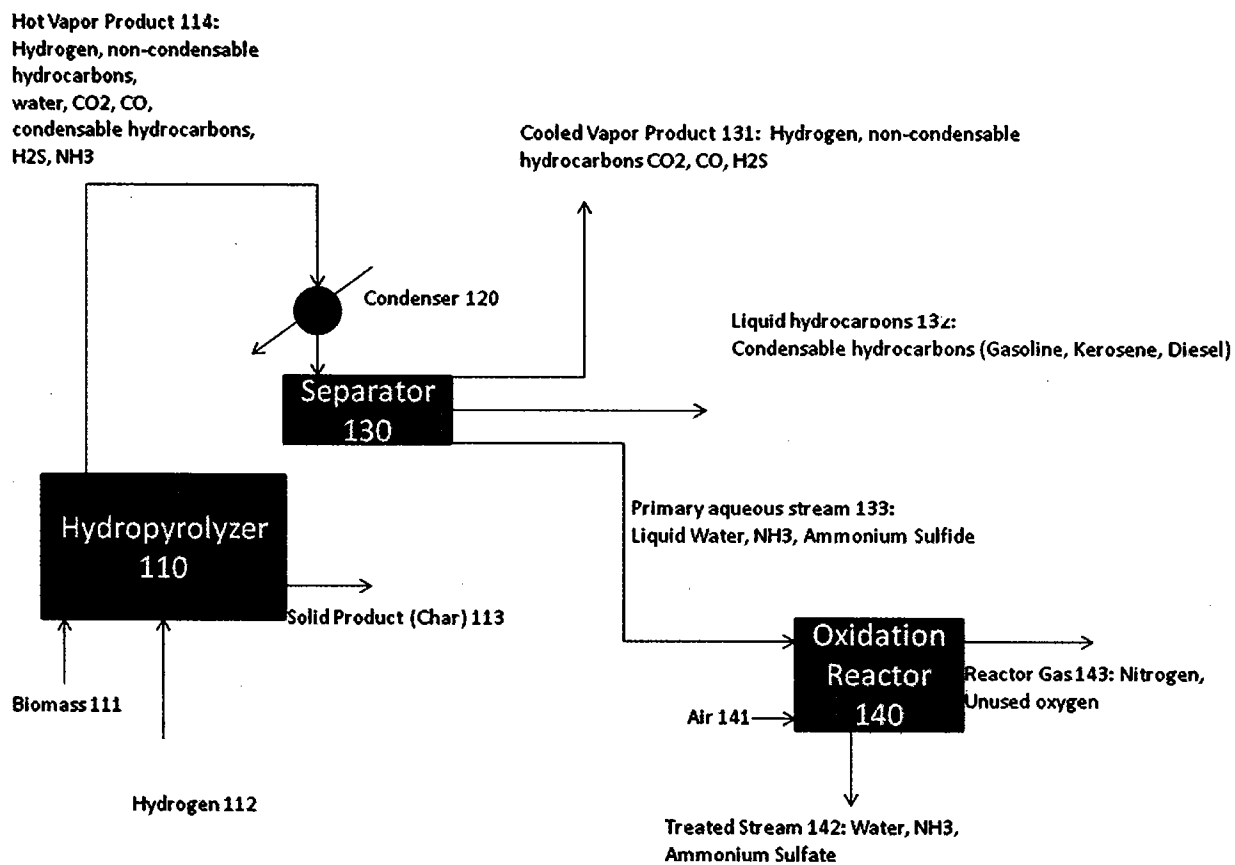 Hot Vapor Product 114:
Hydrogen, non-condensable
hydrocarbons,
water, CO2, CO,
condensable hydrocarbons,
H2S, NH3
Cooled Vapor Product 131: Hydrogen, non-condensable
hydrocarbons CO2, CO, H2S
Condenser 120
Liquid hydrocarbons 132:
Condensable hydrocarbons (Gasoline, Kerosene, Diesel)
Separator
130
Hydropyrolyzer
110
Primary aqueous stream 133:
Liquid Water, NH3, Ammonium Sulfide
Solid Product (Char) 113
Oxidation
Reactor
140
Reactor Gas 143: Nitrogen,
Unused oxygen
Biomass 111
Air 141
Hydrogen 112
Treated Stream 142: Water, NH3,
Ammonium Sulfate